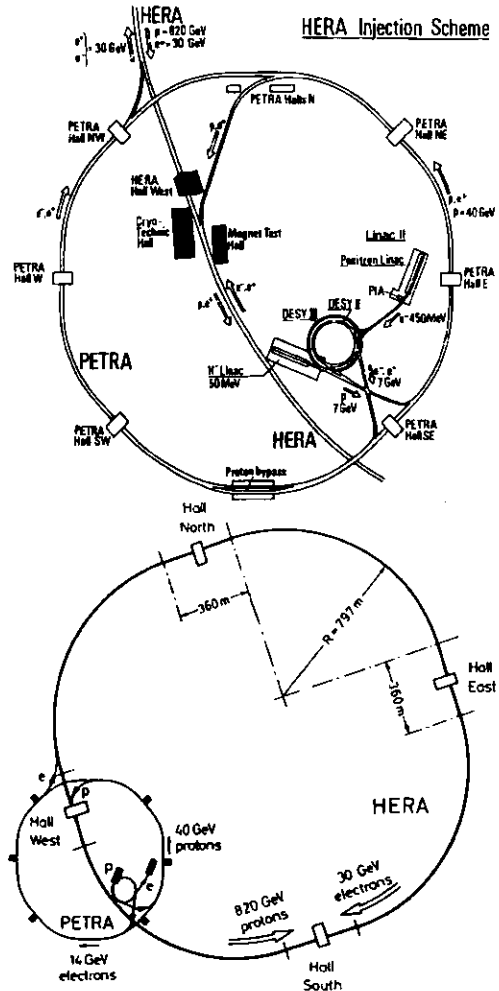 HERA
HERA Injection Scheme
p=820 GeV
30 GeV
PETRA Halls N
PETRA
Hall NW
PETRA
Hall NE
HERA
Hall West
Cryo-
Technic
Hall
Magnet Test
Hall
p=40 GeV
Linac II
Positron Linac
PIA
PETRA
Hall W
PETRA
Hall E
DESY III
DESY II
e⁻450MeV
H⁻ Linac
50 MeV
7 GeV
p
7 GeV
PETRA
HERA
PETRA
Hall SW
PETRA
Hall SE
Proton bypass
Hall
North
360 m
R = 797 m
360 m
Hall
East
e
p
Hall
West
HERA
40 GeV
protons
p
e
PETRA
14 GeV
electrons
820 GeV
protons
30 GeV
electrons
Hall
South